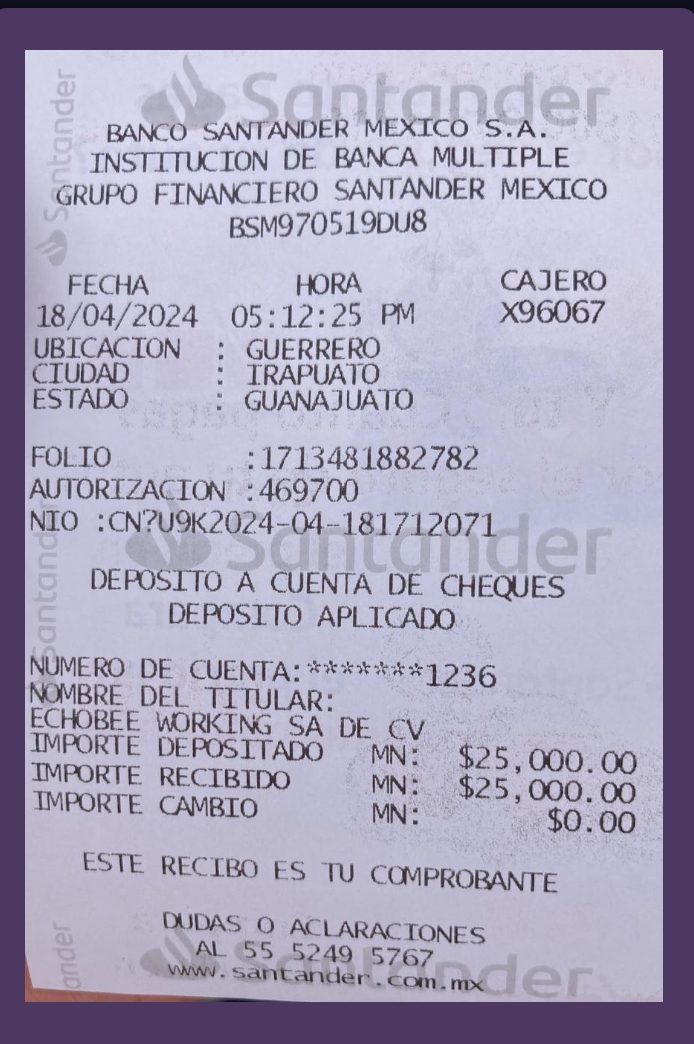 Santander
BANCO SANTANDER MEXICO S.A.
INSTITUCION DE BANCA MULTIPLE
GRUPO FINANCIERO SANTANDER MEXICO
BSM970519DU8
FECHA HORA CAJERO
18/04/2024 05:12:25 PM X96067
UBICACION : GUERRERO
CIUDAD : IRAPUATO
ESTADO : GUANAJUATO
FOLIO :1713481882782
AUTORIZACION :469700
NIO :CN?U9K2024-04-181712071
Santander
DEPOSITO A CUENTA DE CHEQUES
DEPOSITO APLICADO
NUMERO DE CUENTA:*******1236
NOMBRE DEL TITULAR:
ECHOBEE WORKING SA DE CV
IMPORTE DEPOSITADO MN: $25,000.00
IMPORTE RECIBIDO MN: $25,000.00
IMPORTE CAMBIO MN: $0.00
ESTE RECIBO ES TU COMPROBANTE
DUDAS O ACLARACIONES
AL 55 5249 5767
www.santander.com.mx
Santander
Santander